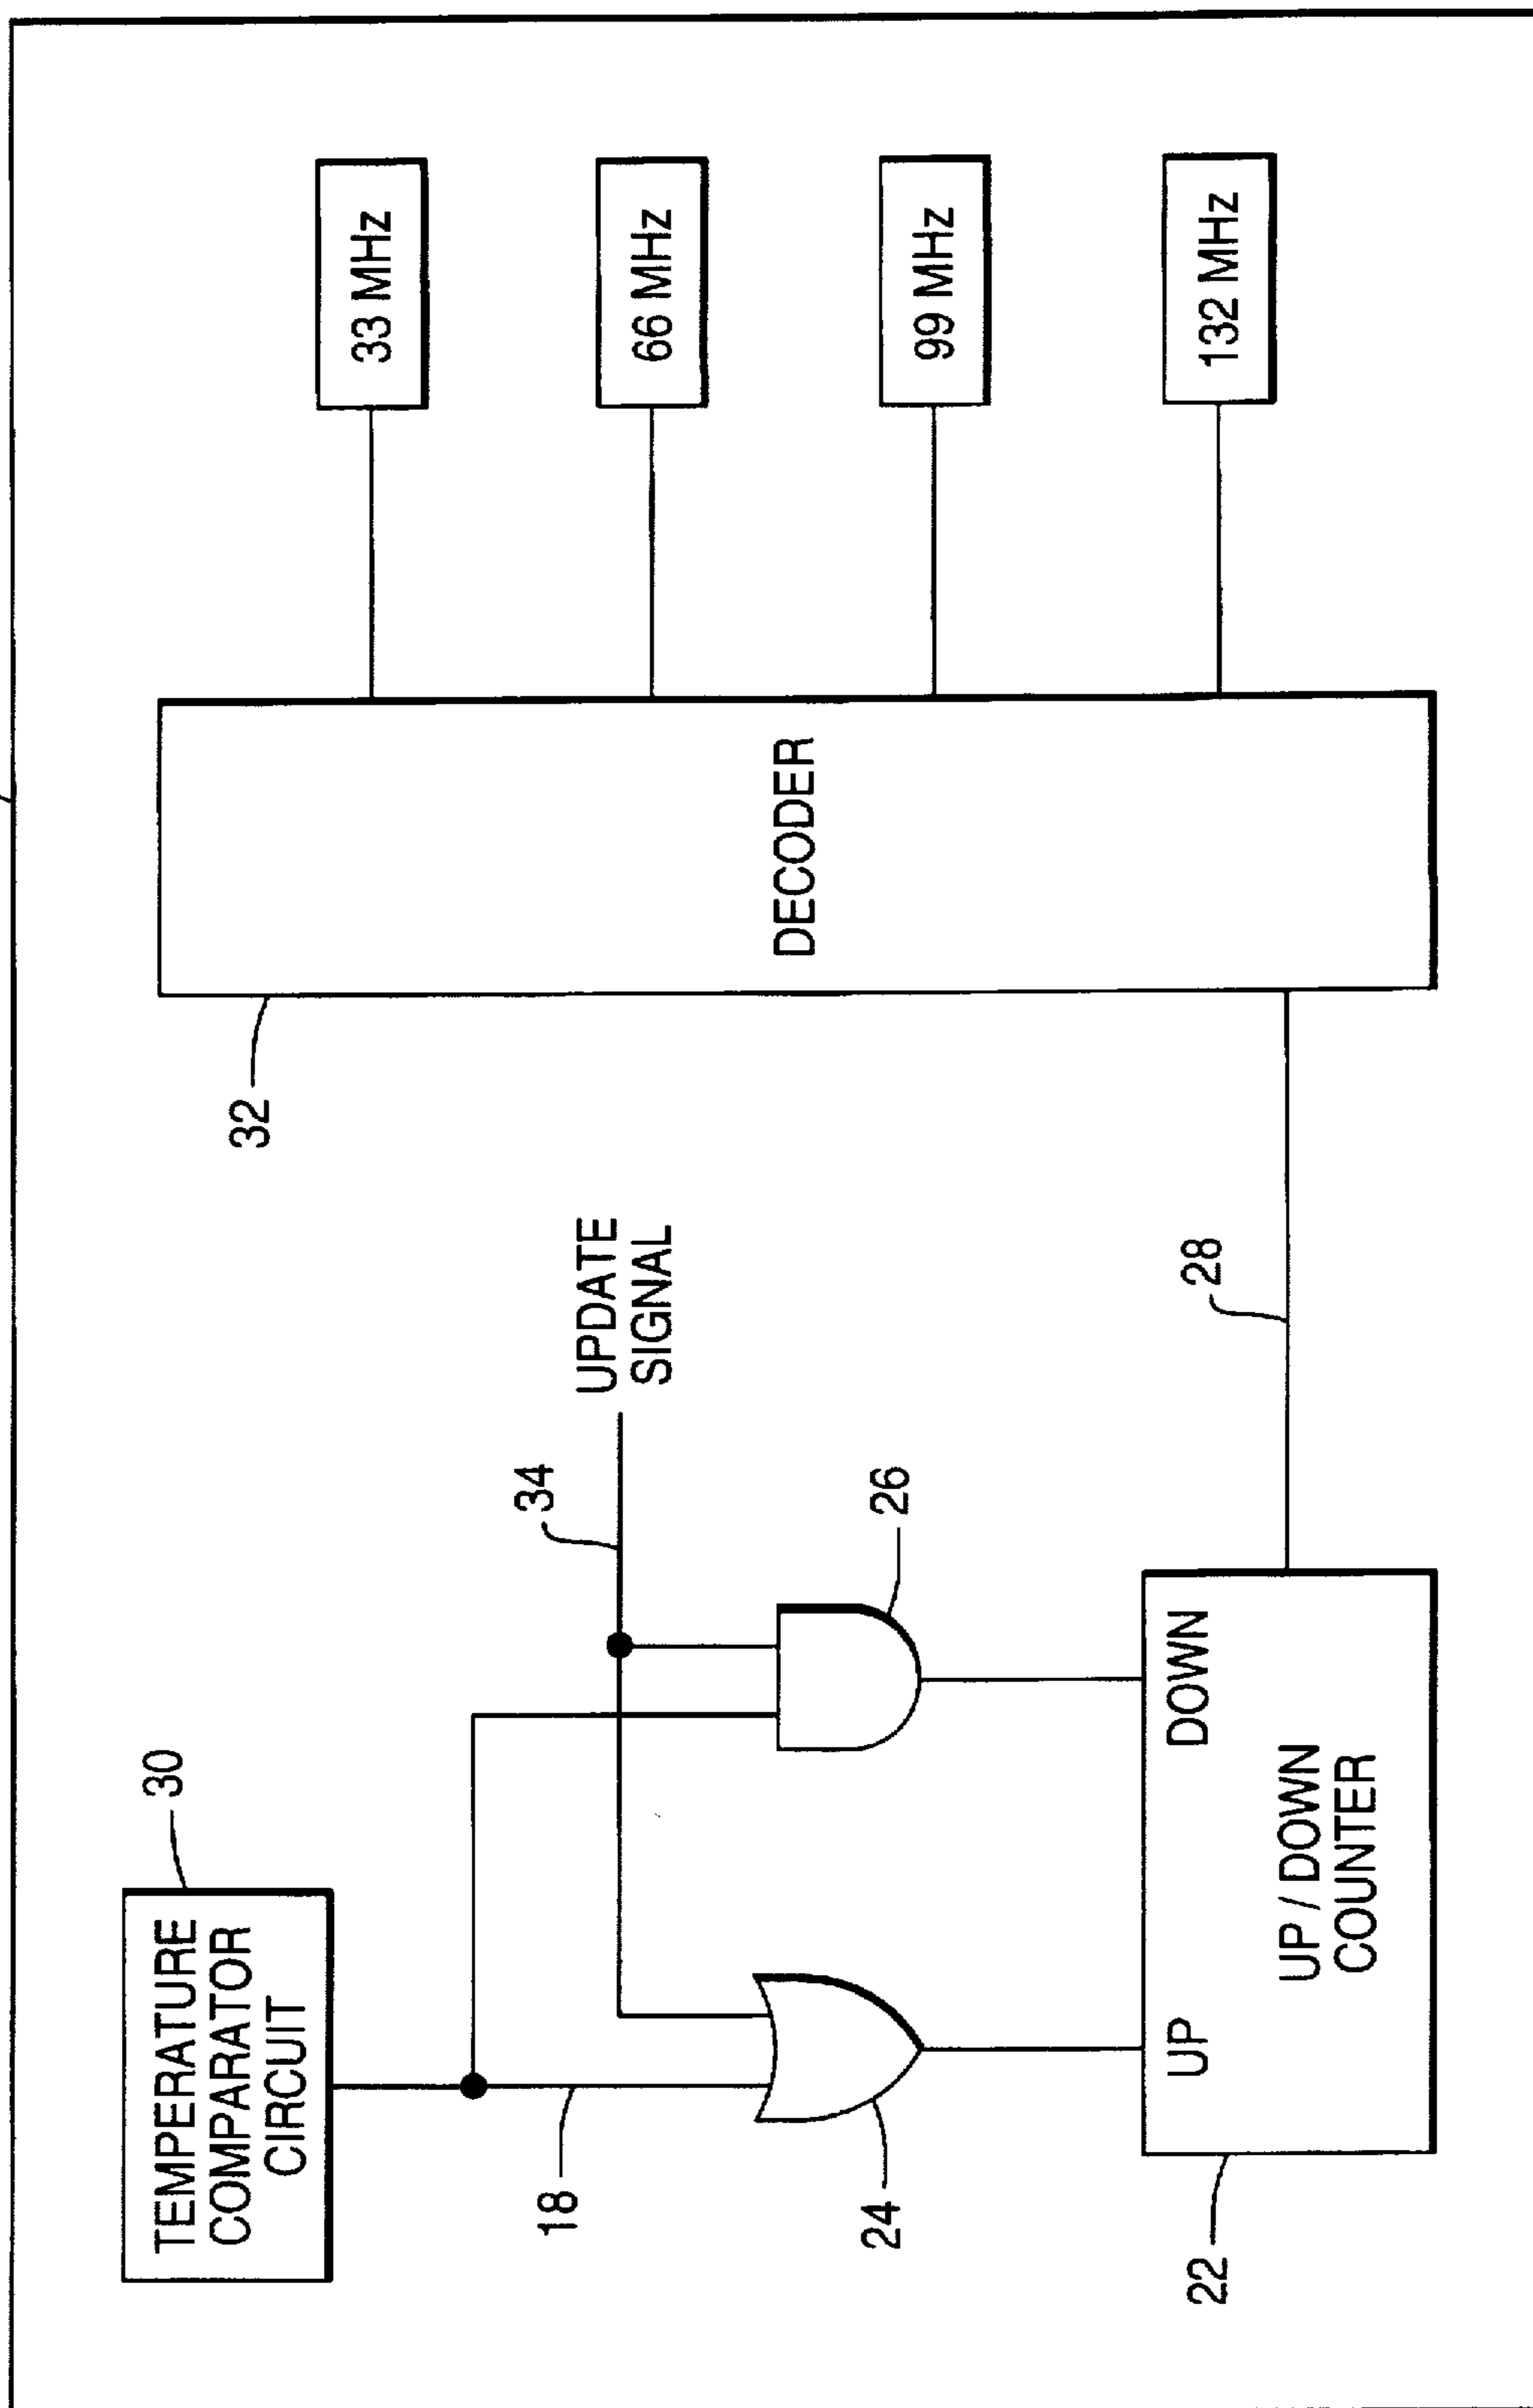 TEMPERATURE
COMPARATOR
CIRCUIT
30
18
34
UPDATE
SIGNAL
24
26
22
UP
DOWN
UP / DOWN
COUNTER
28
32
DECODER
33 MHz
66 MHz
99 MHz
132 MHz